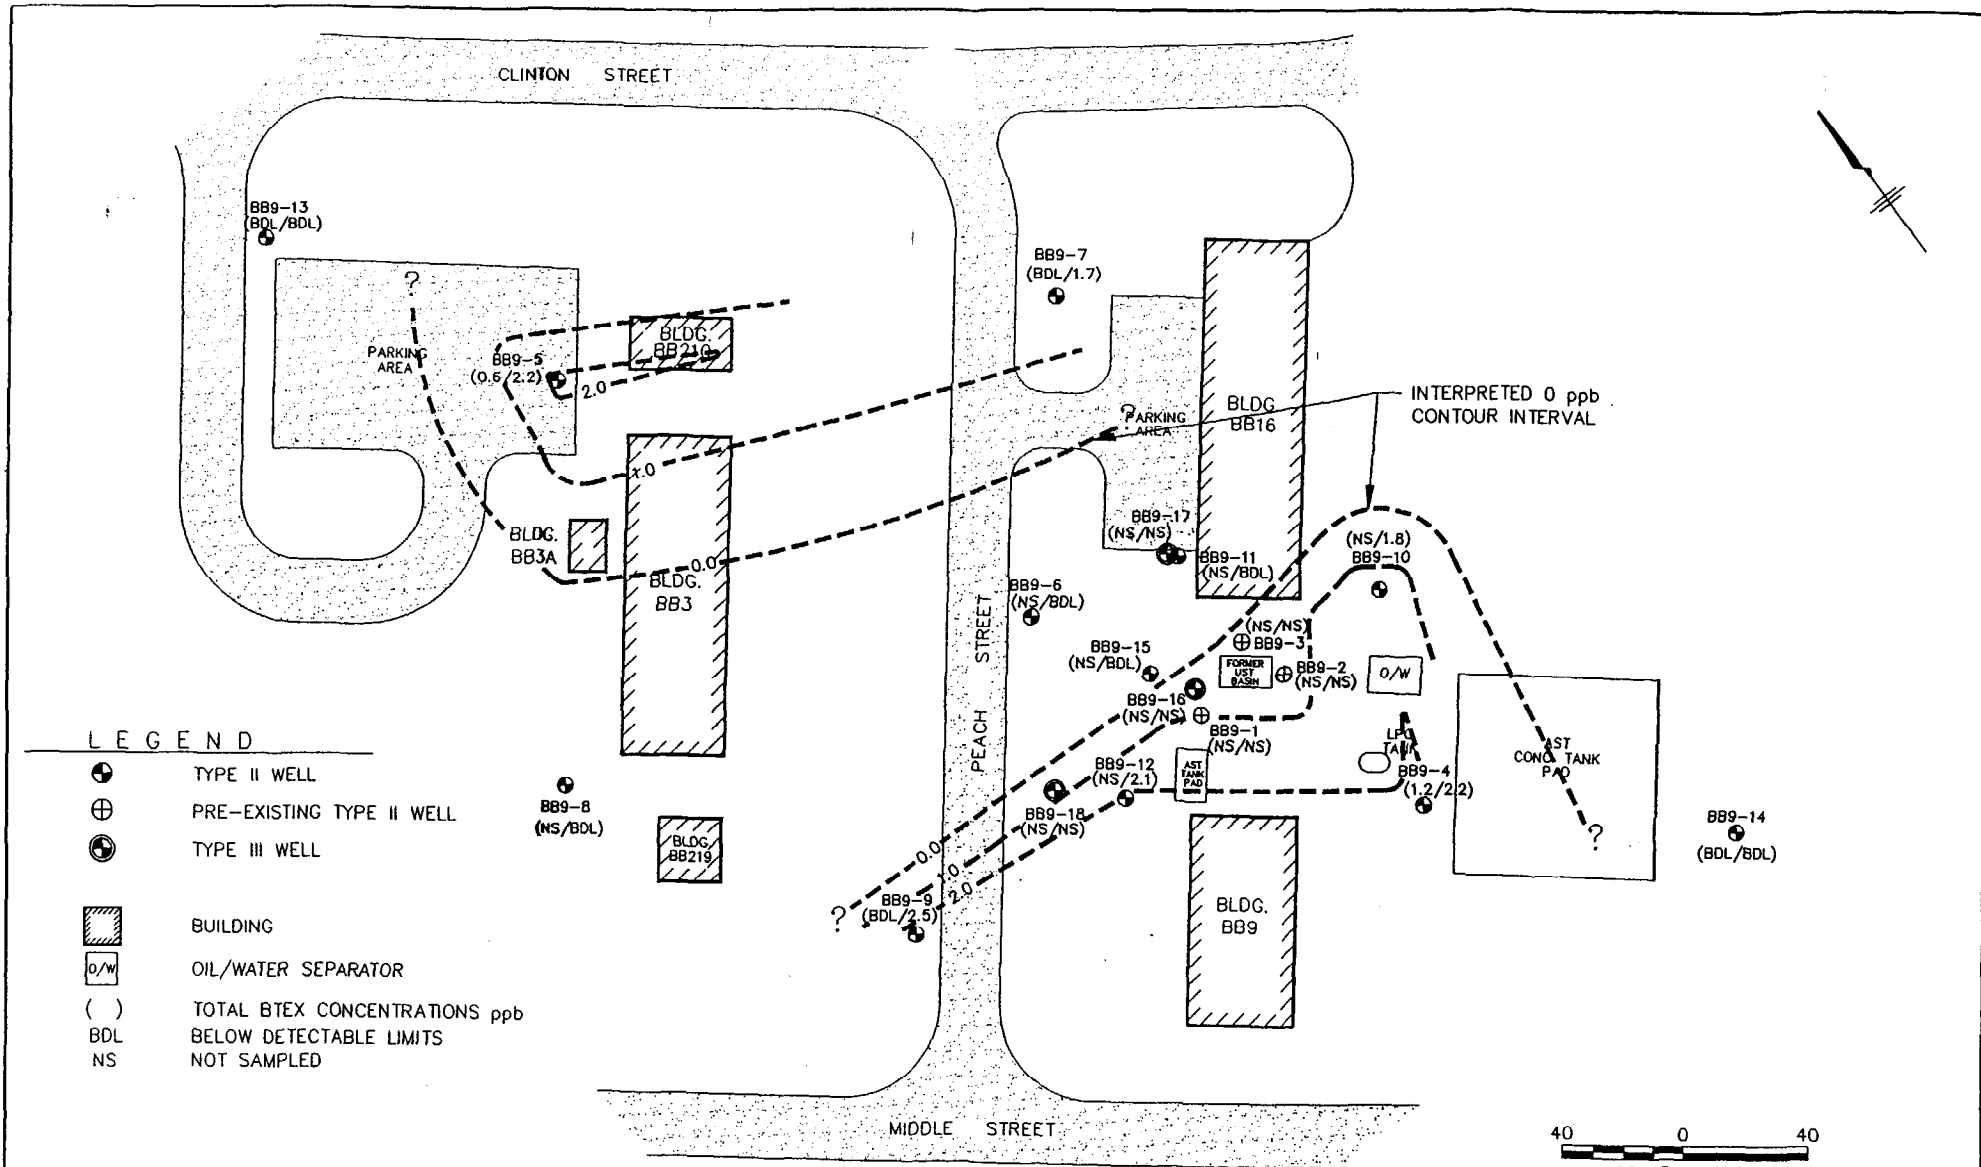 CLINTON STREET
BB9-13
(BDL/BDL)
BB9-7
(BDL/1.7)
?
PARKING
AREA
BLDG.
BB210
BB9-5
(0.6/2.2)
2.0
1.0
0.0
BLDG.
BB3A
BLDG.
BB3
?
PARKING
AREA
BLDG
BB16
INTERPRETED 0 ppb
CONTOUR INTERVAL
BB9-17
(NS/NS)
BB9-11
(NS/BDL)
(NS/1.8)
BB9-10
BB9-6
(NS/BDL)
(NS/NS)
BB9-3
BB9-15
(NS/BDL)
FORMER
UST
BASIN
BB9-2
(NS/NS)
O/W
BB9-16
(NS/NS)
BB9-1
(NS/NS)
PEACH STREET
LPG
TANK
AST
CONC TANK
PAD
BB9-12
(NS/2.1)
AST
TANK
PAD
BB9-4
(1.2/2.2)
BB9-18
(NS/NS)
?
BB9-14
(BDL/BDL)
BB9-8
(NS/BDL)
BLDG.
BB219
0.0
1.0
2.0
?
BB9-9
(BDL/2.5)
BLDG.
BB9
LEGEND
TYPE II WELL
PRE-EXISTING TYPE II WELL
TYPE III WELL
BUILDING
O/W OIL/WATER SEPARATOR
( ) TOTAL BTEX CONCENTRATIONS ppb
BDL BELOW DETECTABLE LIMITS
NS NOT SAMPLED
MIDDLE STREET
40 0 40